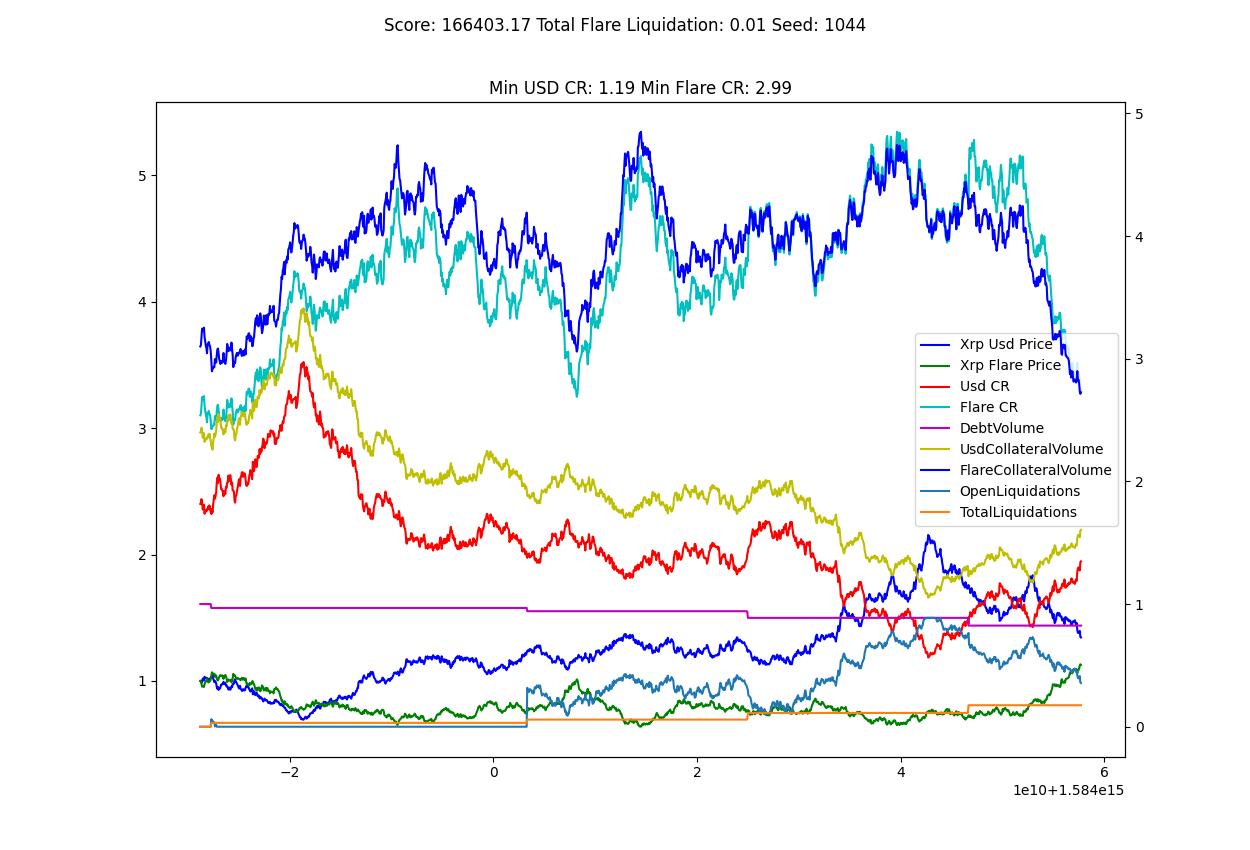 Score: 166403.17 Total Flare Liquidation: 0.01 Seed: 1044
Min USD CR: 1.19 Min Flare CR: 2.99
5
4
3
2
1
5
4
3
2
1
0
Xrp Usd Price
Xrp Flare Price
Usd CR
Flare CR
DebtVolume
UsdCollateralVolume
FlareCollateralVolume
OpenLiquidations
TotalLiquidations
−2 0 2 4 6
1e10+1.584e15